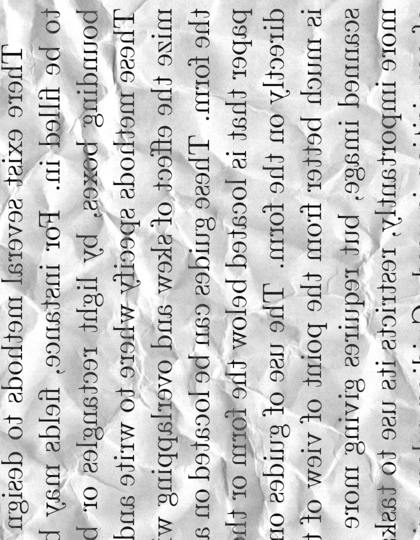 There exist several methods to design
to be filled in. For instance, fields may b
bounding boxes, by light rectangles or b
These methods specify where to write and
mize the effect of skew and overlapping w
the form. These guides can be located on a
paper that is located below the form or th
directly on the form. The use of guides on
is much better from the point of view of t
scanned image, but requires giving more
more importantly, restricts its use to task